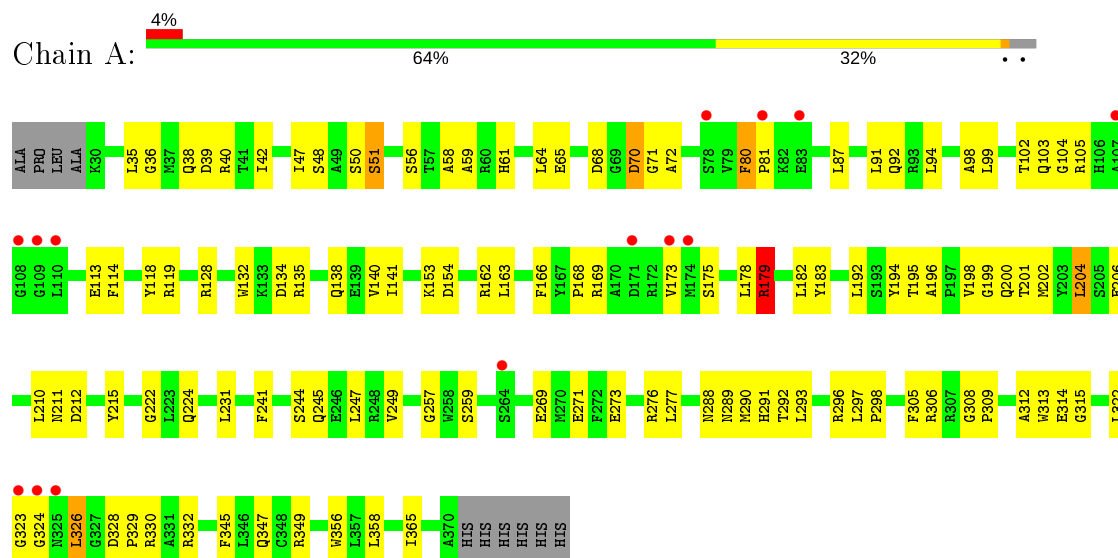 4%
Chain A:
64% 32% • •
ALA PRO LEU ALA K30 L35 G36 M37 Q38 D39 R40 T41 I42 I47 S48 A49 S50 S51 S56 T57 A58 A59 R60 H61 L64 E65 D68 G69 D70 G71 A72 S78 V79 F80 P81 K82 E83 L87 L91 Q92 R93 L94 A98 L99 T102 Q103 G104 R105 H106 A107
G108 G109 L110 E113 F114 Y118 R119 R128 W132 K133 D134 R135 Q138 E139 V140 I141 K153 D154 R162 L163 F166 Y167 P168 R169 A170 D171 R172 V173 M174 S175 L178 R179 L182 Y183 L192 S193 Y194 T195 A196 P197 V198 G199 Q200 T201 M202 Y203 L204 S205 E206
L210 N211 D212 Y215 G222 L223 Q224 L231 F241 S244 Q245 E246 L247 R248 V249 G257 W258 S259 S264 E269 M270 E271 F272 E273 R276 L277 N288 N289 M290 H291 T292 L293 R296 L297 P298 F305 R306 R307 G308 P309 A312 W313 E314 G315 L322
G323 G324 N325 L326 G327 D328 P329 R330 A331 R332 F345 L346 Q347 C348 R349 W356 L357 L358 I365 A370 HIS HIS HIS HIS HIS HIS